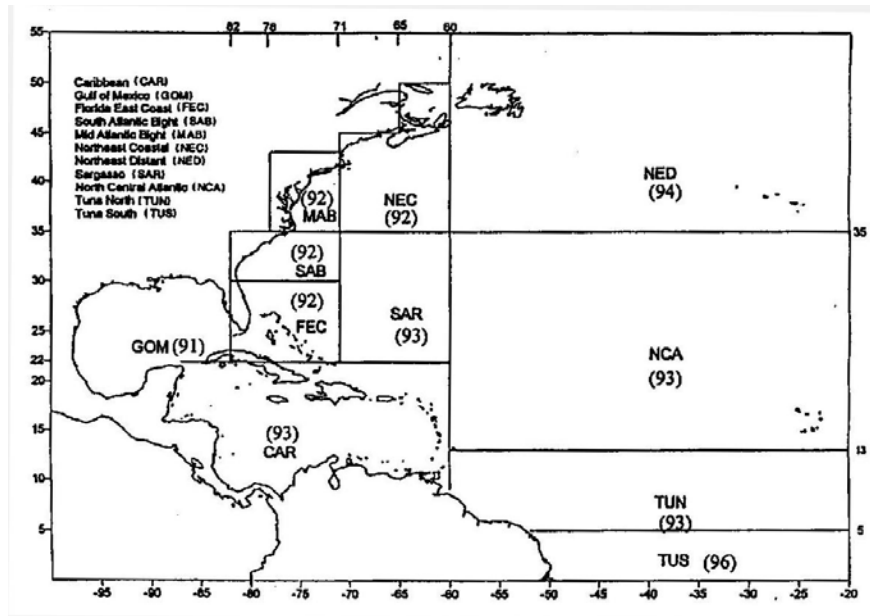 82 78 71 65 60
55
50
45
40
35
30
25
22
20
15
10
5
Caribbean (CAR)
Gulf of Mexico (GOM)
Florida East Coast (FEC)
South Atlantic Bight (SAB)
Mid Atlantic Bight (MAB)
Northeast Coastal (NEC)
Northeast Distant (NED)
Sargasso (SAR)
North Central Atlantic (NCA)
Tuna North (TUN)
Tuna South (TUS)
NED
(94)
(92)
MAB
NEC
(92)
35
(92)
SAB
(92)
FEC
SAR
(93)
GOM (91)
NCA
(93)
(93)
CAR
13
TUN
(93)
5
TUS (96)
-95 -90 -85 -80 -75 -70 -65 -60 -55 -50 -45 -40 -35 -30 -25 -20